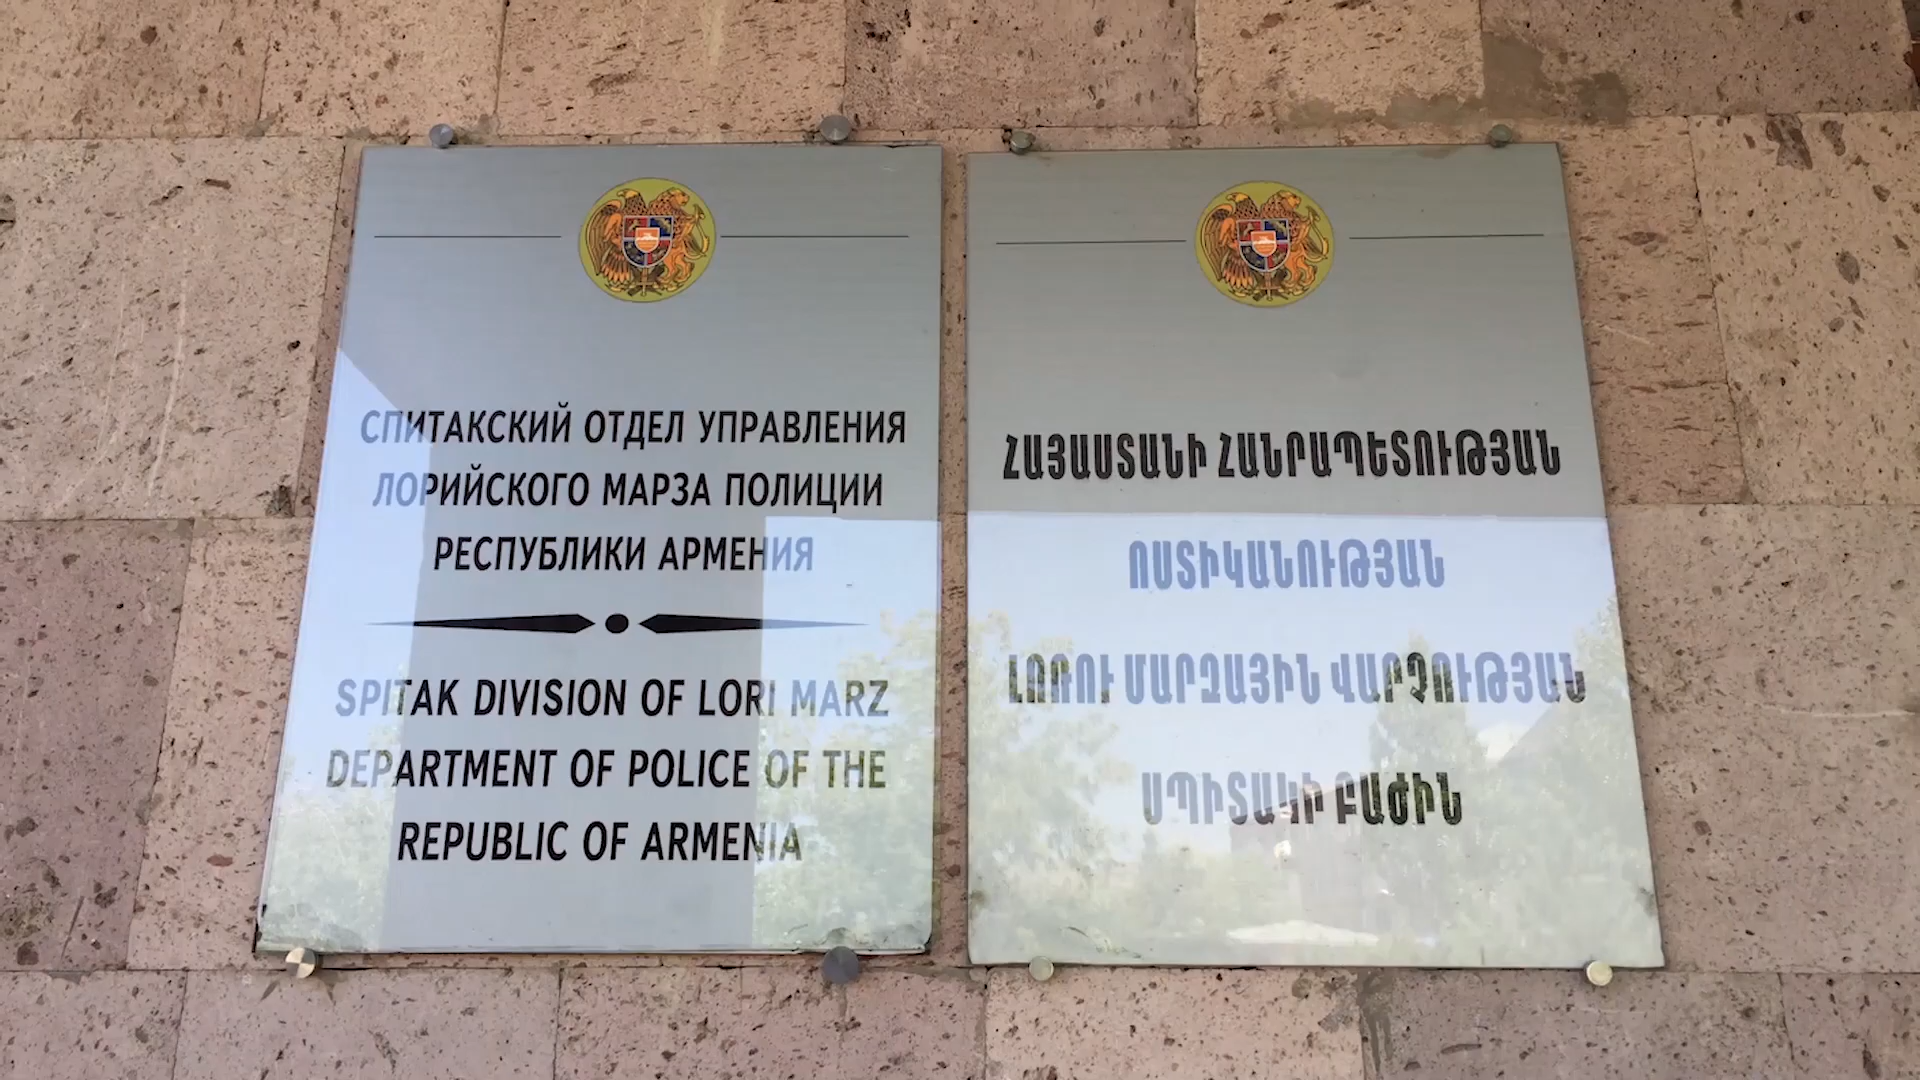 СПИТАКСКИЙ ОТДЕЛ УПРАВЛЕНИЯ
ЛОРИЙСКОГО МАРЗА ПОЛИЦИИ
РЕСПУБЛИКИ АРМЕНИЯ
SPITAK DIVISION OF LORI MARZ
DEPARTMENT OF POLICE OF THE
REPUBLIC OF ARMENIA
ՀԱՅԱՍՏԱՆԻ ՀԱՆՐԱՊԵՏՈՒԹՅԱՆ
ՈՍՏԻԿԱՆՈՒԹՅԱՆ
ԼՈՌՈՒ ՄԱՐԶԱՅԻՆ ՎԱՐՉՈՒԹՅԱՆ
ՍՊԻՏԱԿԻ ԲԱԺԻՆ